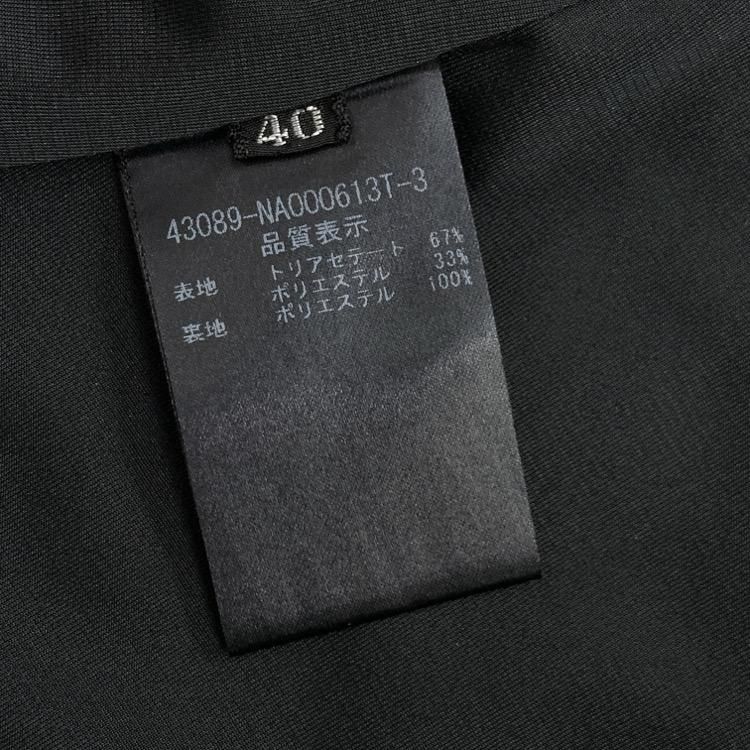 40
43089-NA000613T-3
品質表示
表地 トリアセテート 67%
ポリエステル 33%
裏地 ポリエステル 100%